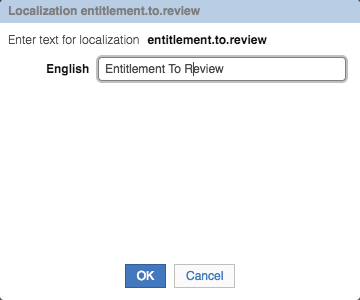 Localization entitlement.to.review
Enter text for localization entitlement.to.review
English Entitlement To Review
OK Cancel